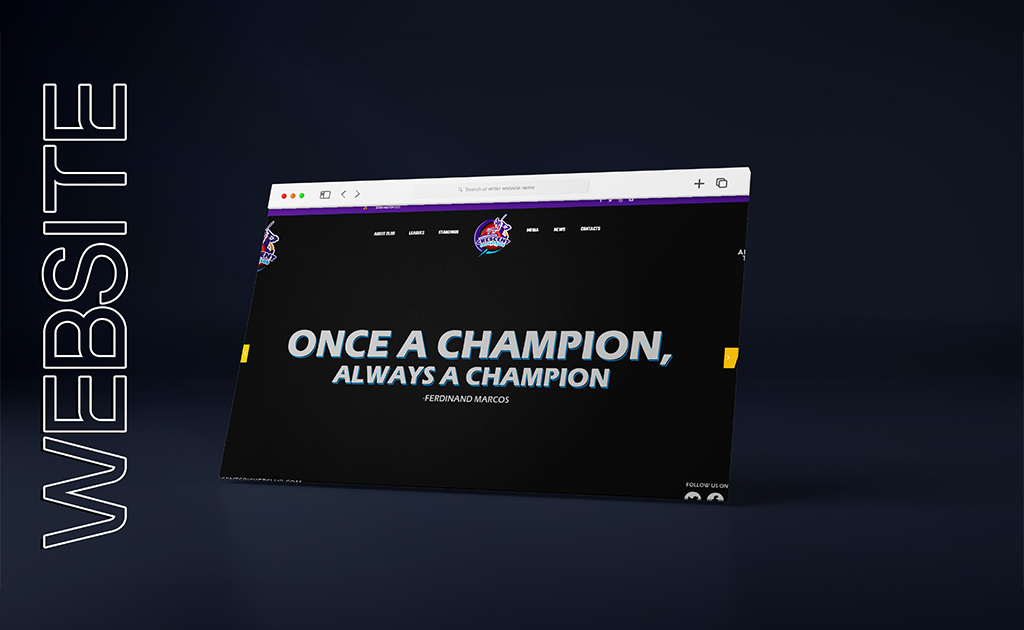 WEBSITE
Search or enter website name
ABOUT CLUB LEAGUES STANDINGS MEDIA NEWS CONTACTS
ONCE A CHAMPION,
ALWAYS A CHAMPION
-FERDINAND MARCOS
FOLLOW US ON